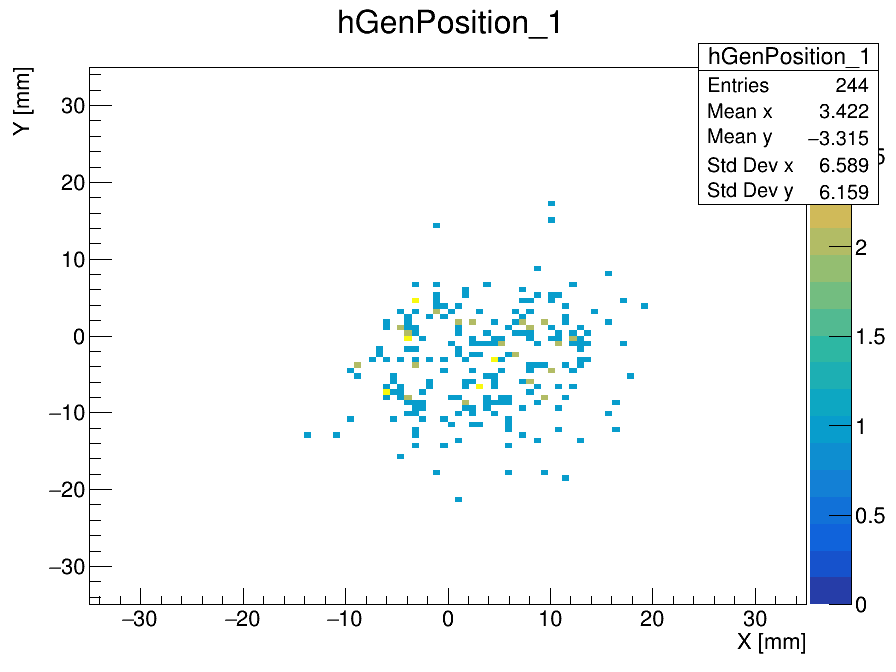 hGenPosition_1
hGenPosition_1
Entries 244
Mean x 3.422
Mean y −3.315
Std Dev x 6.589
Std Dev y 6.159
Y [mm]
30
20
10
0
−10
−20
−30
−30 −20 −10 0 10 20 30
X [mm]
5
2
1.5
1
0.5
0